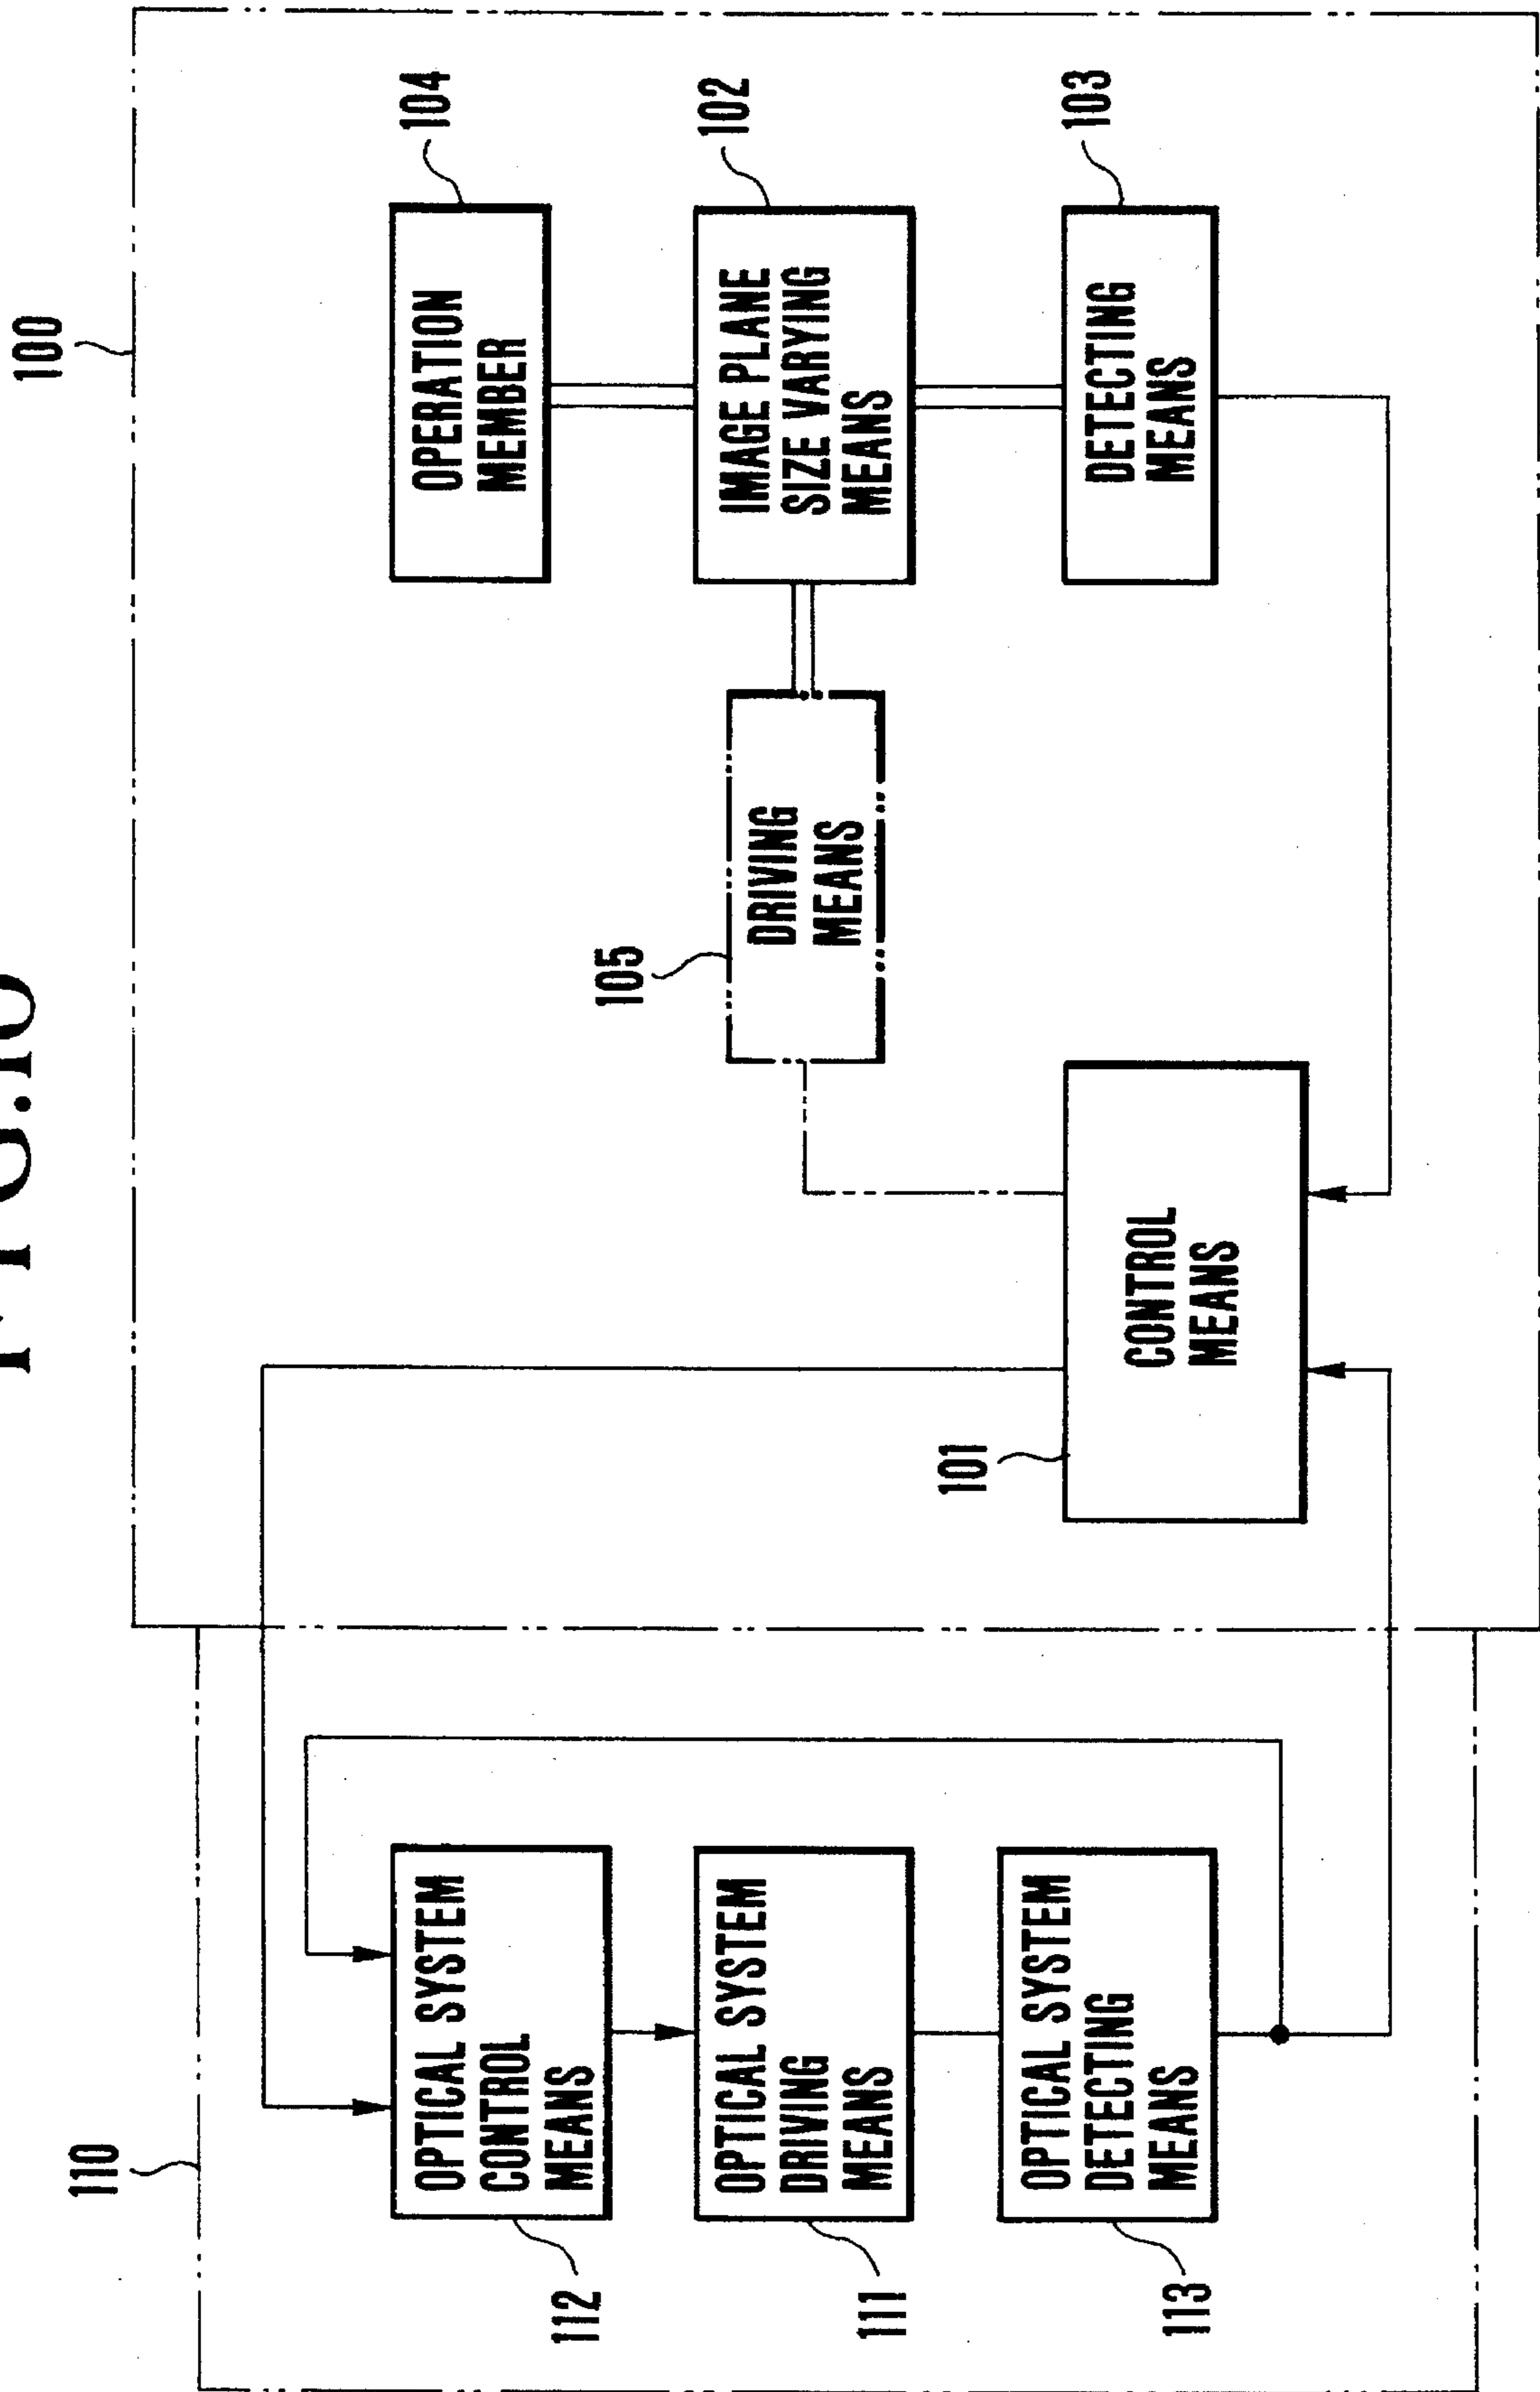 FIG.10
100
110
OPTICAL SYSTEM
CONTROL
MEANS
112
OPTICAL SYSTEM
DRIVING
MEANS
111
OPTICAL SYSTEM
DETECTING
MEANS
113
101
CONTROL
MEANS
105
DRIVING
MEANS
OPERATION
MEMBER
104
IMAGE PLANE
SIZE VARYING
MEANS
102
DETECTING
MEANS
103